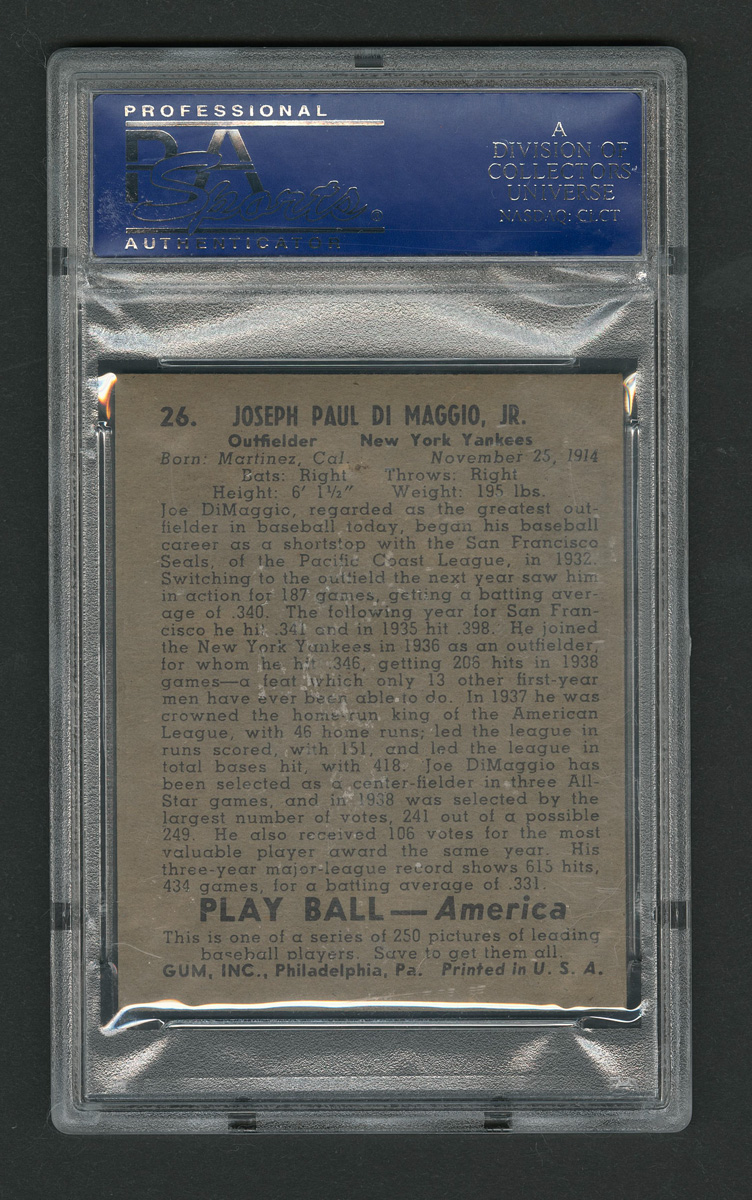 PROFESSIONAL
PSA
Sports
AUTHENTICATOR
A
DIVISION OF
COLLECTORS
UNIVERSE
NASDAQ: CLCT
26. JOSEPH PAUL DI MAGGIO, JR.
Outfielder New York Yankees
Born: Martinez, Cal. November 25, 1914
Bats: Right Throws: Right
Height: 6' 1½" Weight: 195 lbs.
Joe DiMaggio, regarded as the greatest out-
fielder in baseball today, began his baseball
career as a shortstop with the San Francisco
Seals, of the Pacific Coast League, in 1932.
Switching to the outfield the next year saw him
in action for 187 games, getting a batting aver-
age of .340. The following year for San Fran-
cisco he hit .341 and in 1935 hit .398. He joined
the New York Yankees in 1936 as an outfielder,
for whom he hit .346, getting 206 hits in 1938
games—a feat which only 13 other first-year
men have ever been able to do. In 1937 he was
crowned the home-run king of the American
League, with 46 home runs; led the league in
runs scored, with 151, and led the league in
total bases hit, with 418. Joe DiMaggio has
been selected as a center-fielder in three All-
Star games, and in 1938 was selected by the
largest number of votes, 241 out of a possible
249. He also received 106 votes for the most
valuable player award the same year. His
three-year major-league record shows 615 hits,
434 games, for a batting average of .331.
PLAY BALL — America
This is one of a series of 250 pictures of leading
baseball players. Save to get them all.
GUM, INC., Philadelphia, Pa. Printed in U. S. A.